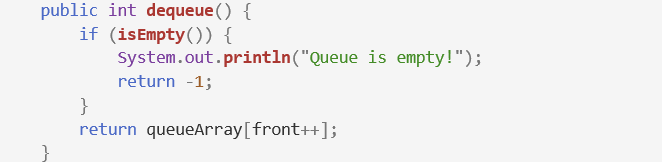 public int dequeue() {
if (isEmpty()) {
System.out.println("Queue is empty!");
return -1;
}
return queueArray[front++];
}